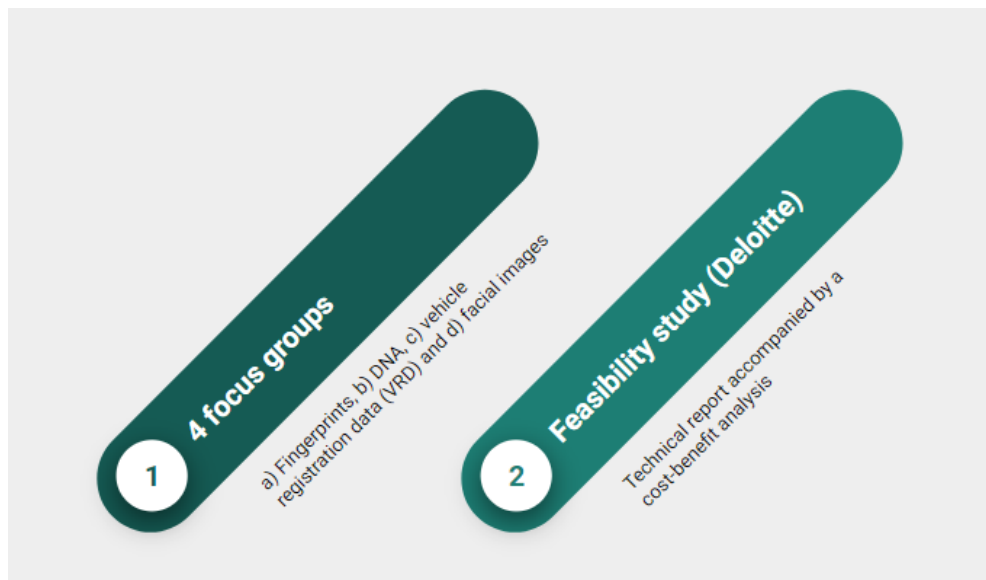 1
4 focus groups
a) Fingerprints, b) DNA, c) vehicle
registration data (VRD) and d) facial images
2
Feasibility study (Deloitte)
Technical report accompanied by a
cost-benefit analysis